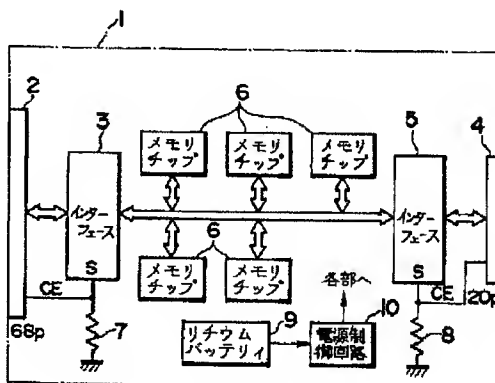 1
2
3
6
5
4
メモリ
チップ
メモリ
チップ
メモリ
チップ
インター
フェース
S
インター
フェース
S
6
メモリ
チップ
メモリ
チップ
各部へ
CE
CE
68p
20p
7
リチウム
バッテリィ
9
電源制
御回路
10
8